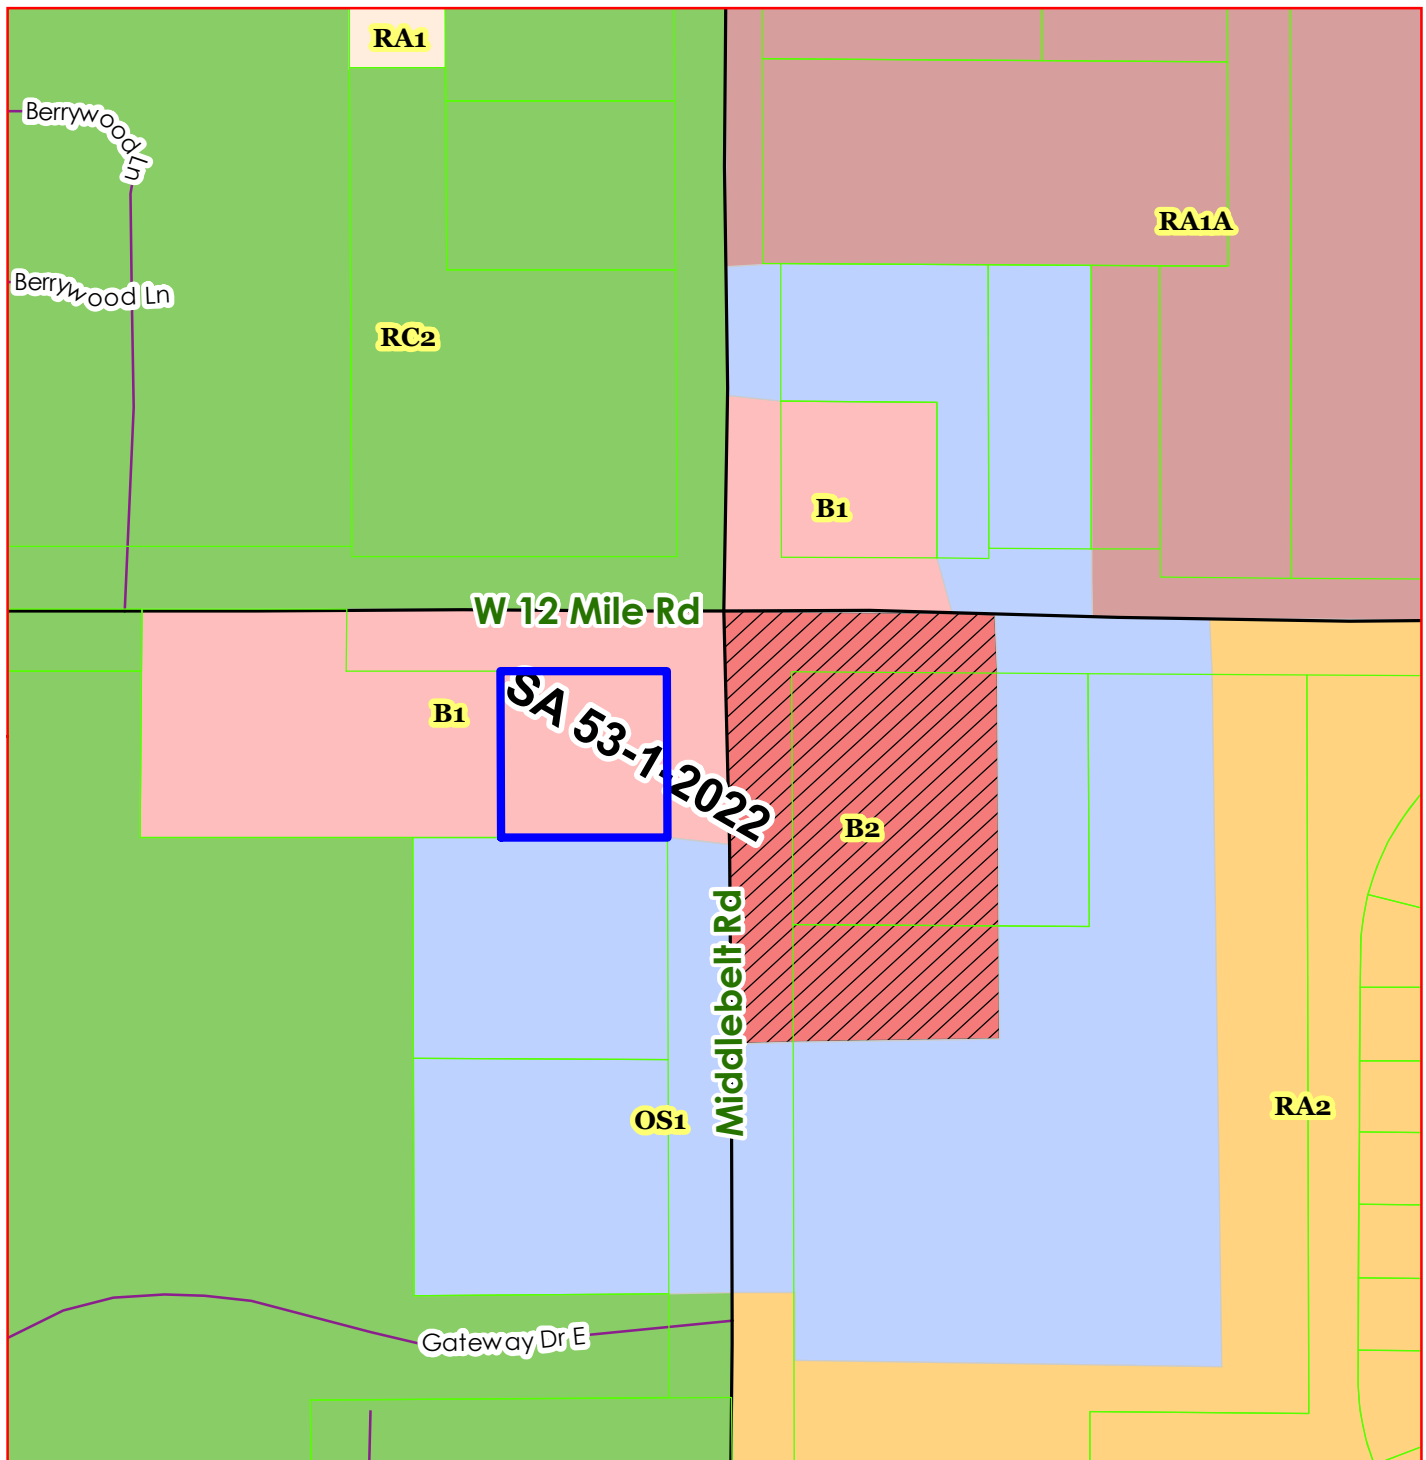 RA1
Berrywood Ln
RA1A
Berrywood Ln
RC2
B1
W 12 Mile Rd
B1
SA 53-1-2022
B2
Middlebelt Rd
RA2
OS1
Gateway Dr E